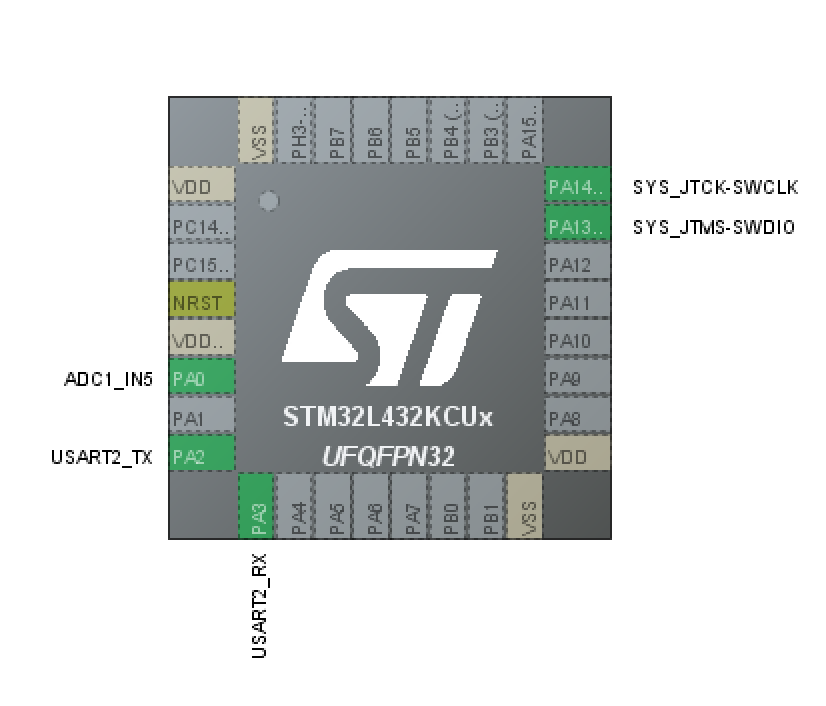 VSS
PH3-..
PB7
PB6
PB5
PB4 (..
PB3 (..
PA15..
VDD
PC14..
PC15..
NRST
VDD..
ADC1_IN5 PA0
PA1
USART2_TX PA2
PA14.. SYS_JTCK-SWCLK
PA13.. SYS_JTMS-SWDIO
PA12
PA11
PA10
PA9
PA8
VDD
STM32L432KCUx
UFQFPN32
PA3
PA4
PA5
PA6
PA7
PB0
PB1
VSS
USART2_RX